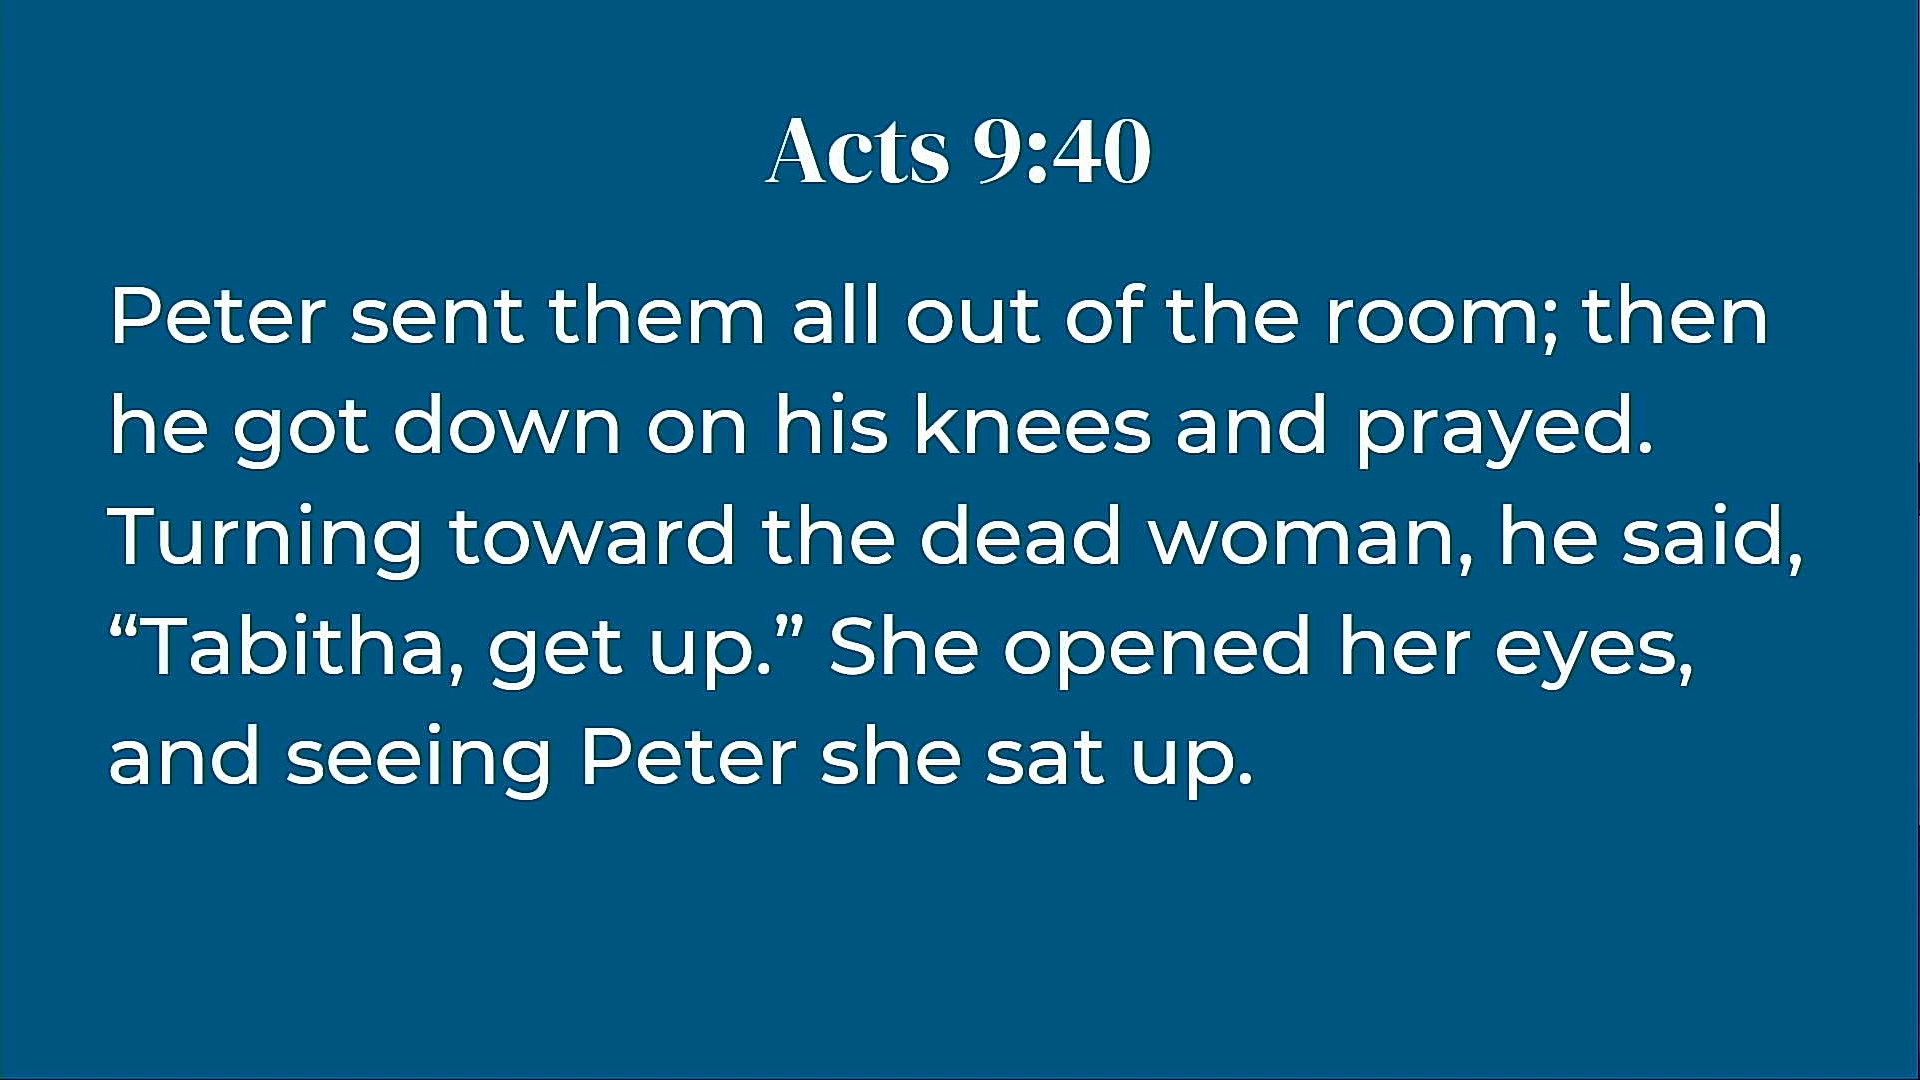 Acts 9:40
Peter sent them all out of the room; then
he got down on his knees and prayed.
Turning toward the dead woman, he said,
“Tabitha, get up.” She opened her eyes,
and seeing Peter she sat up.